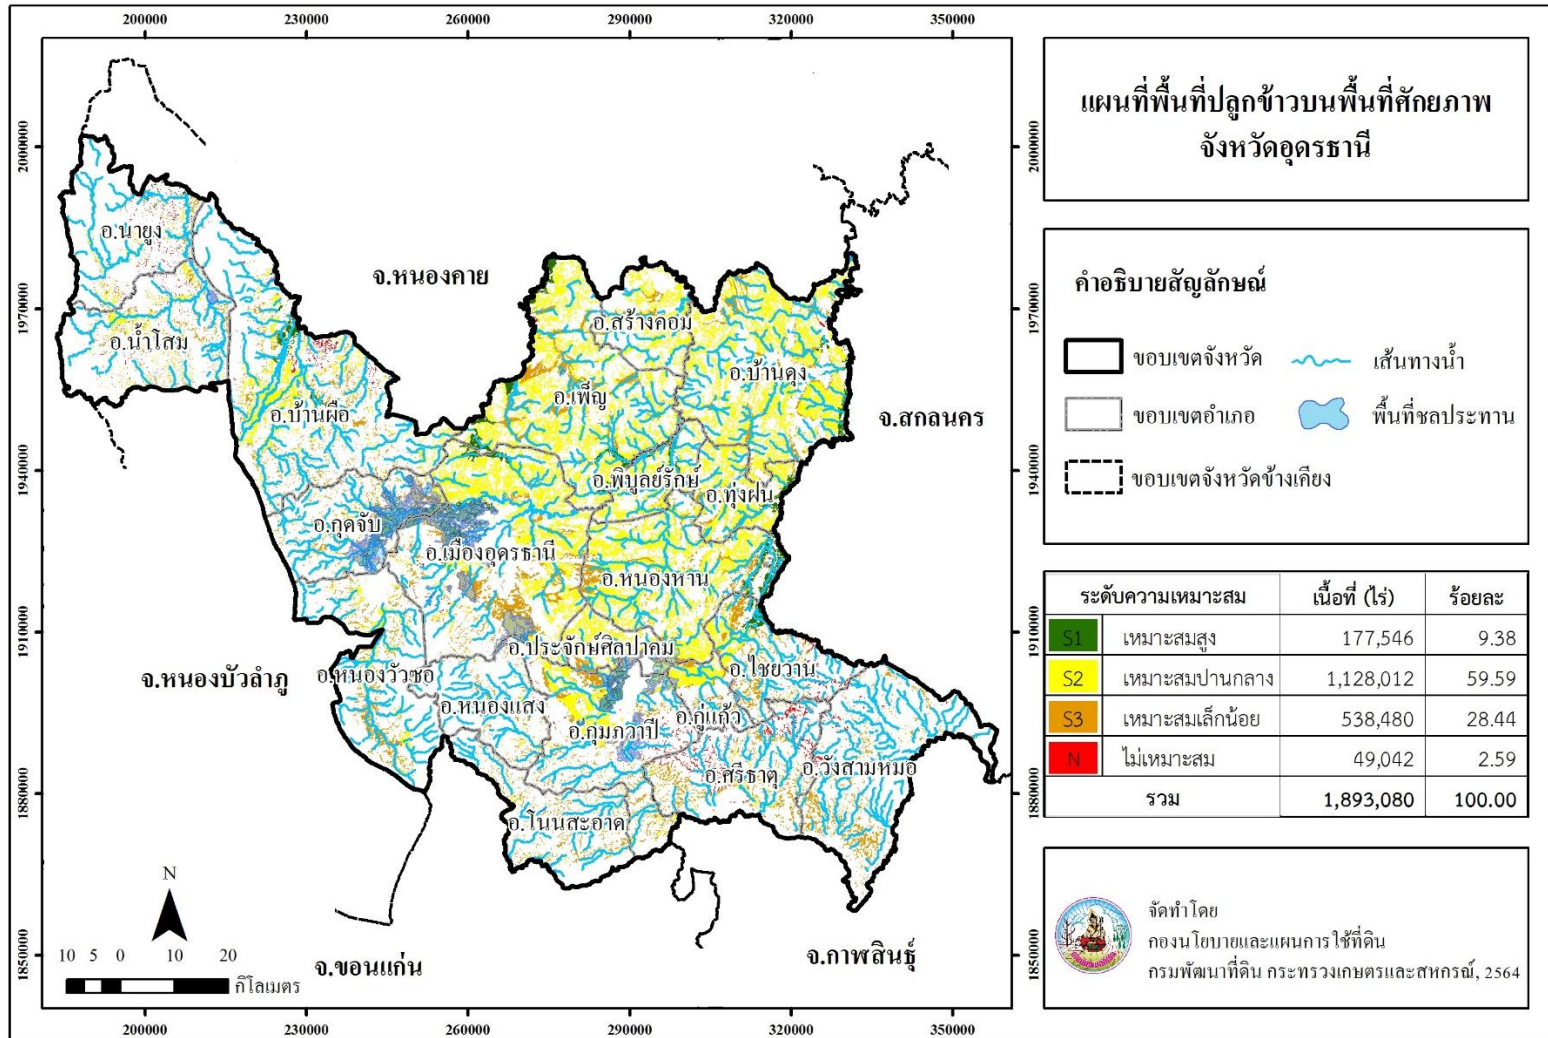 200000 230000 260000 290000 320000 350000
แผนที่พื้นที่ปลูกข้าวบนพื้นที่ศักยภาพ
จังหวัดอุดรธานี
2000000
1970000
1940000
1910000
1880000
1850000
2000000
1970000
1940000
1910000
1880000
1850000
จ.หนองคาย
จ.สกลนคร
จ.หนองบัวลำภู
จ.ขอนแก่น
จ.กาฬสินธุ์
อ.นายูง
อ.น้ำโสม
อ.บ้านผือ
อ.สร้างคอม
อ.บ้านดุง
อ.เพ็ญ
อ.พิบูลย์รักษ์
อ.ทุ่งฝน
อ.กุดจับ
อ.เมืองอุดรธานี
อ.หนองหาน
อ.ประจักษ์ศิลปาคม
อ.ไชยวาน
อ.หนองวัวซอ
อ.หนองแสง
อ.กู่แก้ว
อ.กุมภวาปี
อ.ศรีธาตุ
อ.วังสามหมอ
อ.โนนสะอาด
N
10 5 0 10 20
กิโลเมตร
200000 230000 260000 290000 320000 350000
คำอธิบายสัญลักษณ์
ขอบเขตจังหวัด เส้นทางน้ำ
ขอบเขตอำเภอ พื้นที่ชลประทาน
ขอบเขตจังหวัดข้างเคียง
ระดับความเหมาะสม เนื้อที่ (ไร่) ร้อยละ
S1 เหมาะสมสูง 177,546 9.38
S2 เหมาะสมปานกลาง 1,128,012 59.59
S3 เหมาะสมเล็กน้อย 538,480 28.44
N ไม่เหมาะสม 49,042 2.59
รวม 1,893,080 100.00
จัดทำโดย
กองนโยบายและแผนการใช้ที่ดิน
กรมพัฒนาที่ดิน กระทรวงเกษตรและสหกรณ์, 2564